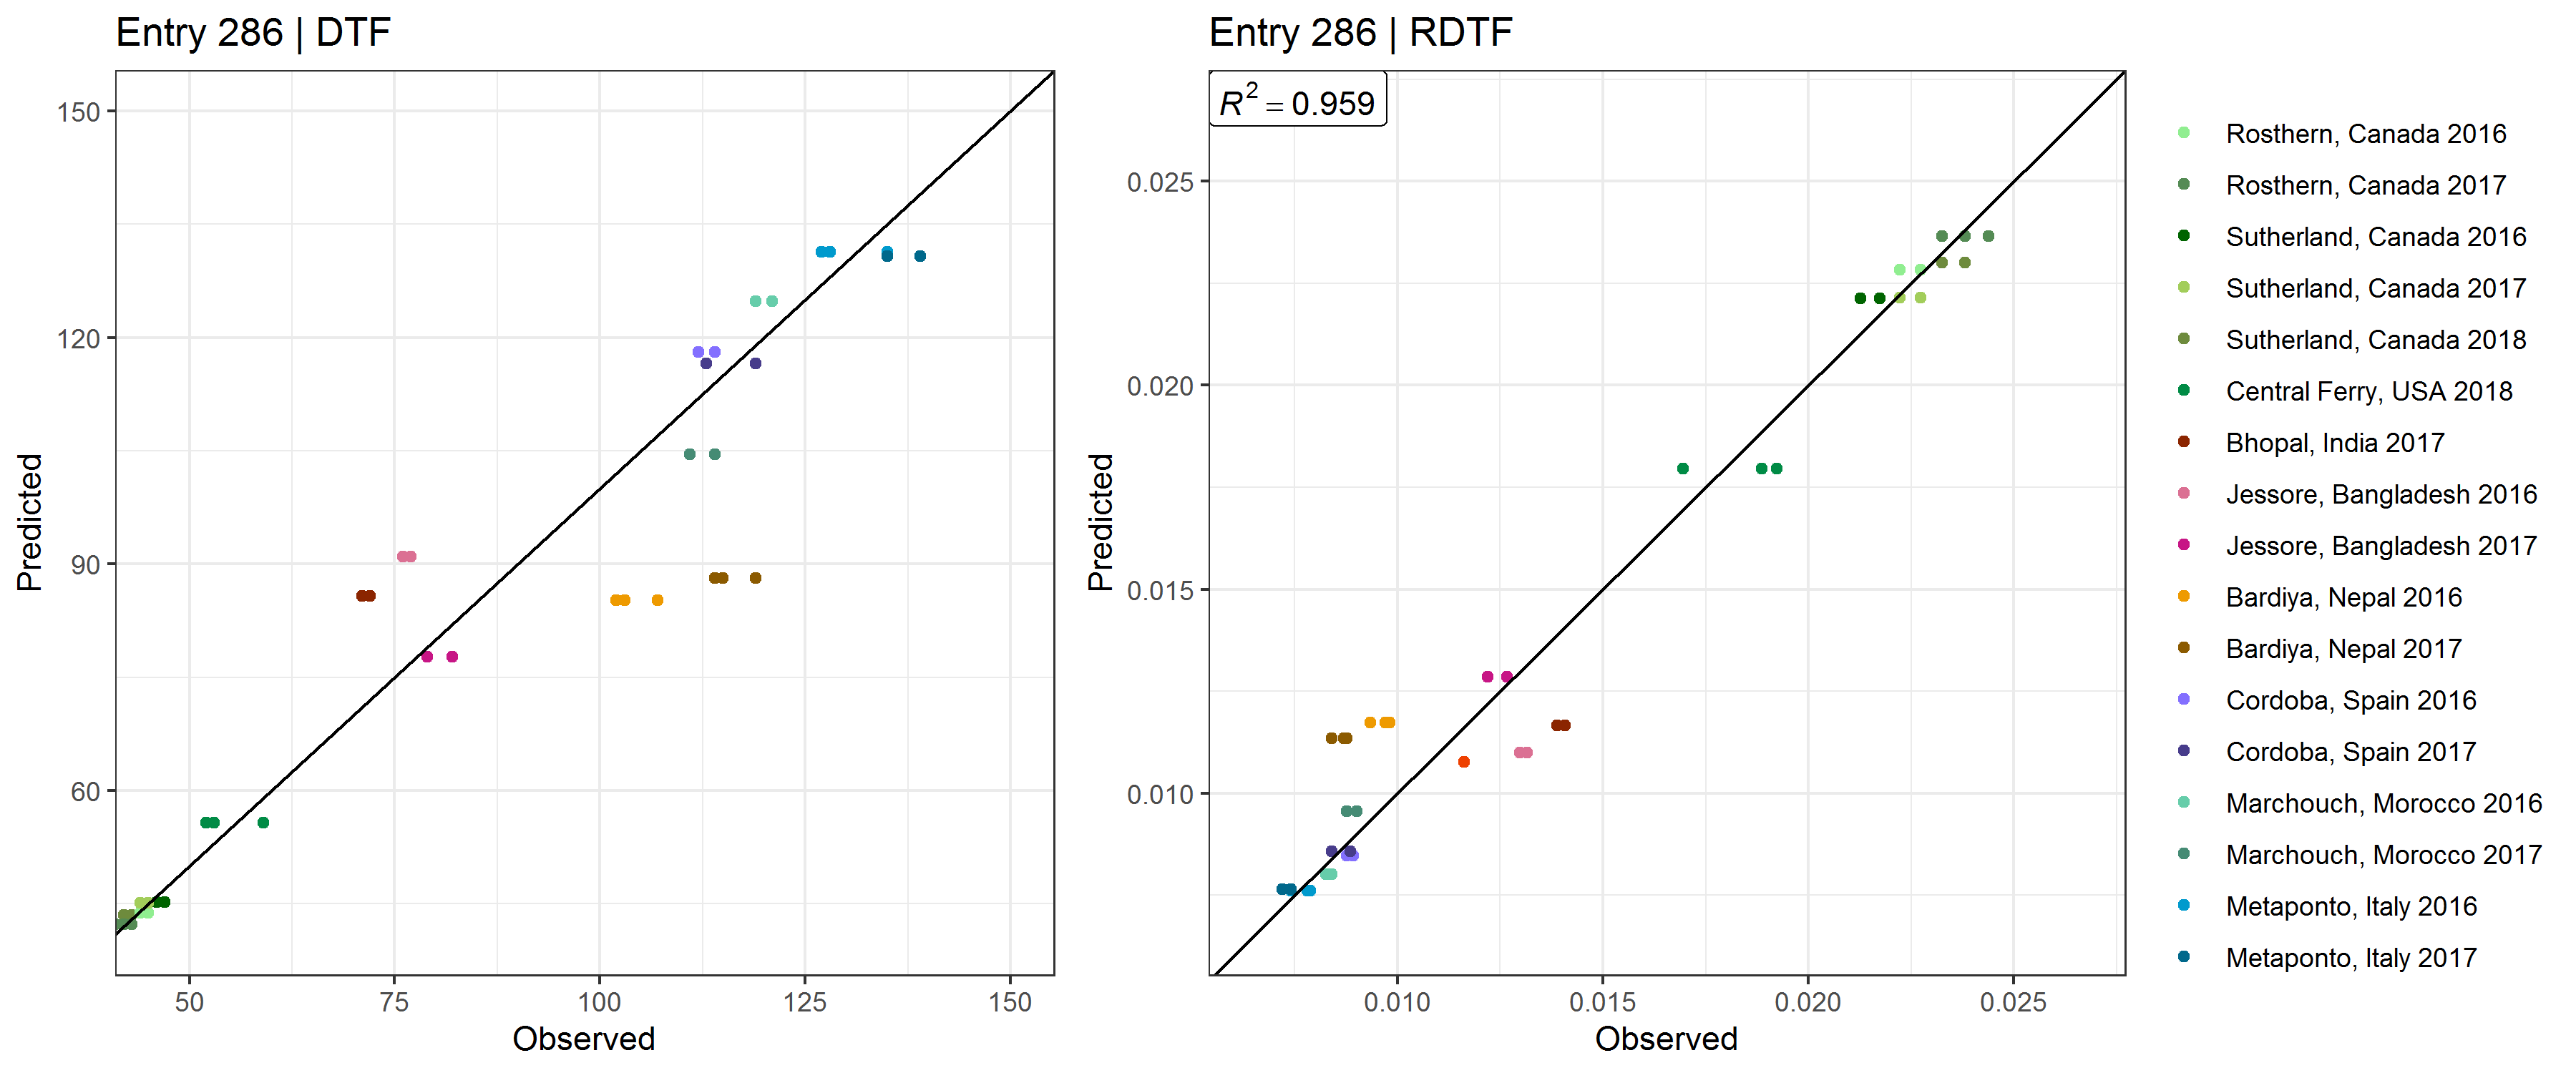 Entry 286 | DTF
Predicted
150
120
90
60
50 75 100 125 150
Observed
Entry 286 | RDTF
R² = 0.959
Predicted
0.025
0.020
0.015
0.010
0.010 0.015 0.020 0.025
Observed
Rosthern, Canada 2016
Rosthern, Canada 2017
Sutherland, Canada 2016
Sutherland, Canada 2017
Sutherland, Canada 2018
Central Ferry, USA 2018
Bhopal, India 2017
Jessore, Bangladesh 2016
Jessore, Bangladesh 2017
Bardiya, Nepal 2016
Bardiya, Nepal 2017
Cordoba, Spain 2016
Cordoba, Spain 2017
Marchouch, Morocco 2016
Marchouch, Morocco 2017
Metaponto, Italy 2016
Metaponto, Italy 2017